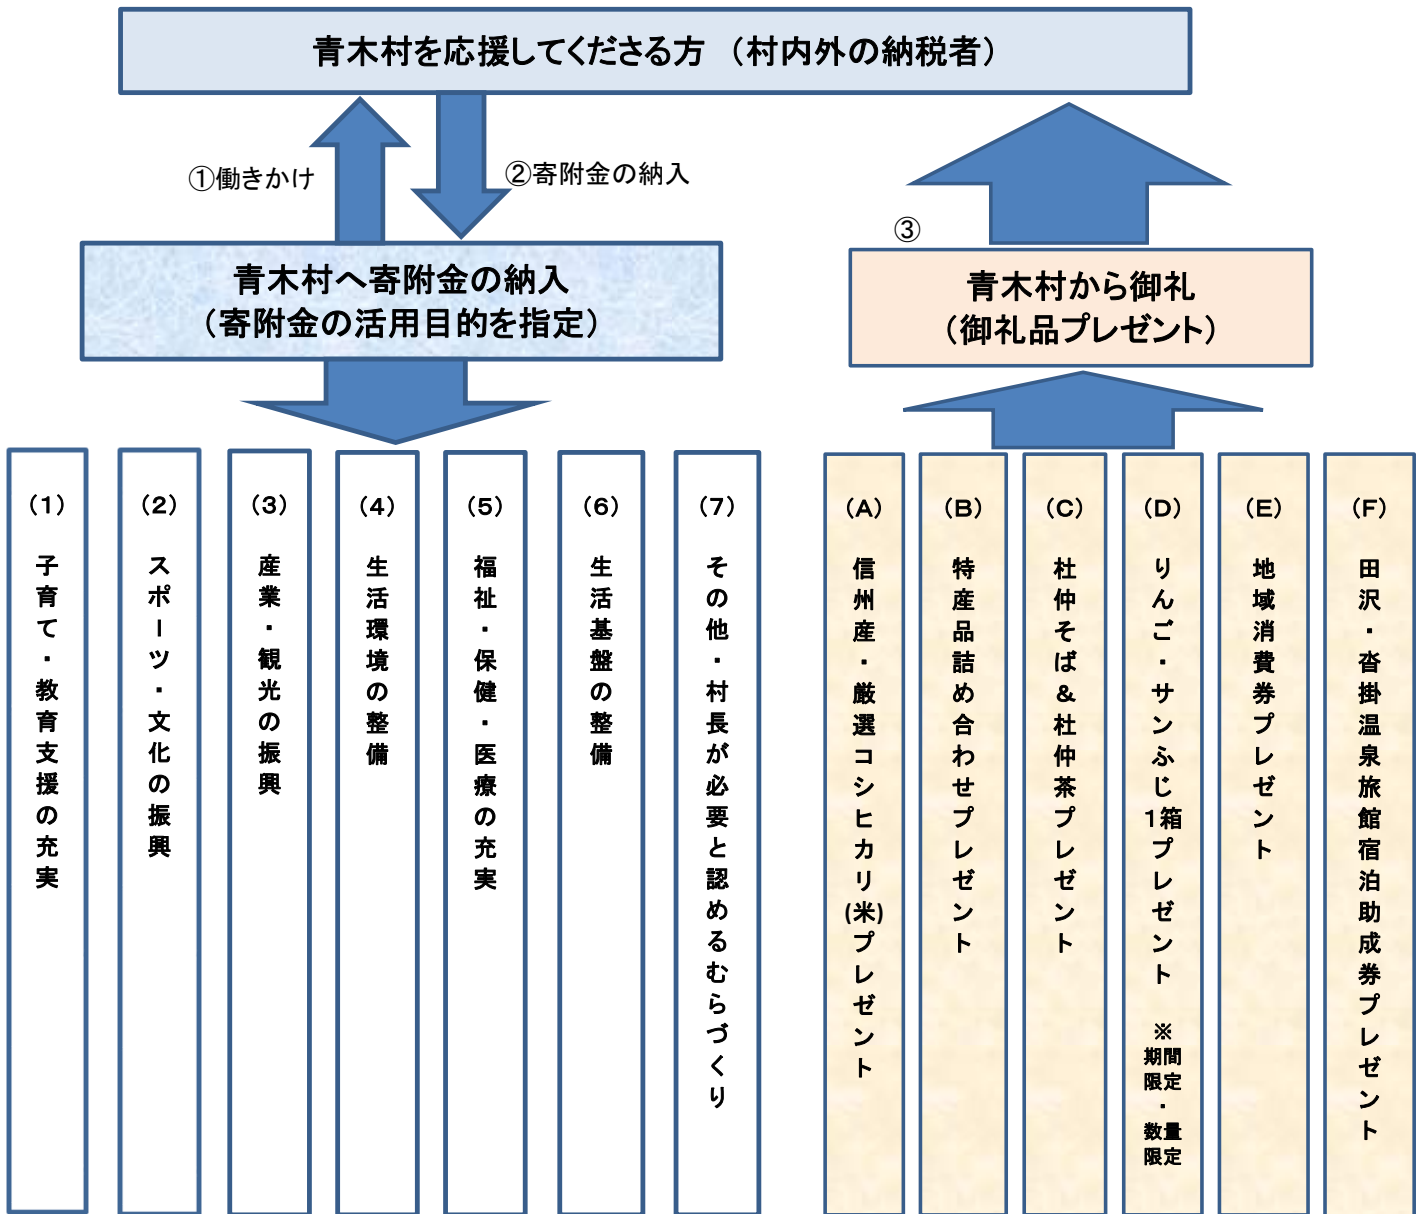 青木村を応援してくださる方　（村内外の納税者）
①働きかけ
②寄附金の納入
③
青木村へ寄附金の納入
（寄附金の活用目的を指定）
青木村から御礼
（御礼品プレゼント）
（1）
子育て・教育支援の充実
（2）
スポーツ・文化の振興
（3）
産業・観光の振興
（4）
生活環境の整備
（5）
福祉・保健・医療の充実
（6）
生活基盤の整備
（7）
その他・村長が必要と認めるむらづくり
（A）
信州産・厳選コシヒカリ(米)プレゼント
（B）
特産品詰め合わせプレゼント
（C）
杜仲そば＆杜仲茶プレゼント
（D）
りんご・サンふじ1箱プレゼント　※期間限定・数量限定
（E）
地域消費券プレゼント
（F）
田沢・沓掛温泉旅館宿泊助成券プレゼント